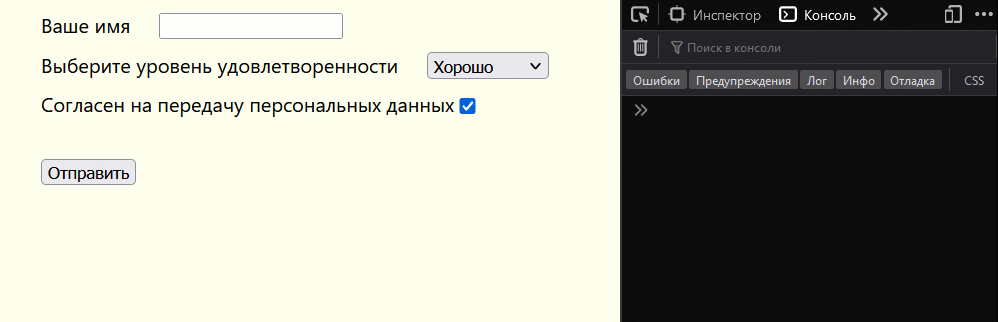 Ваше имя
Выберите уровень удовлетворенности Хорошо
Согласен на передачу персональных данных
Отправить
Инспектор Консоль
Поиск в консоли
Ошибки Предупреждения Лог Инфо Отладка CSS